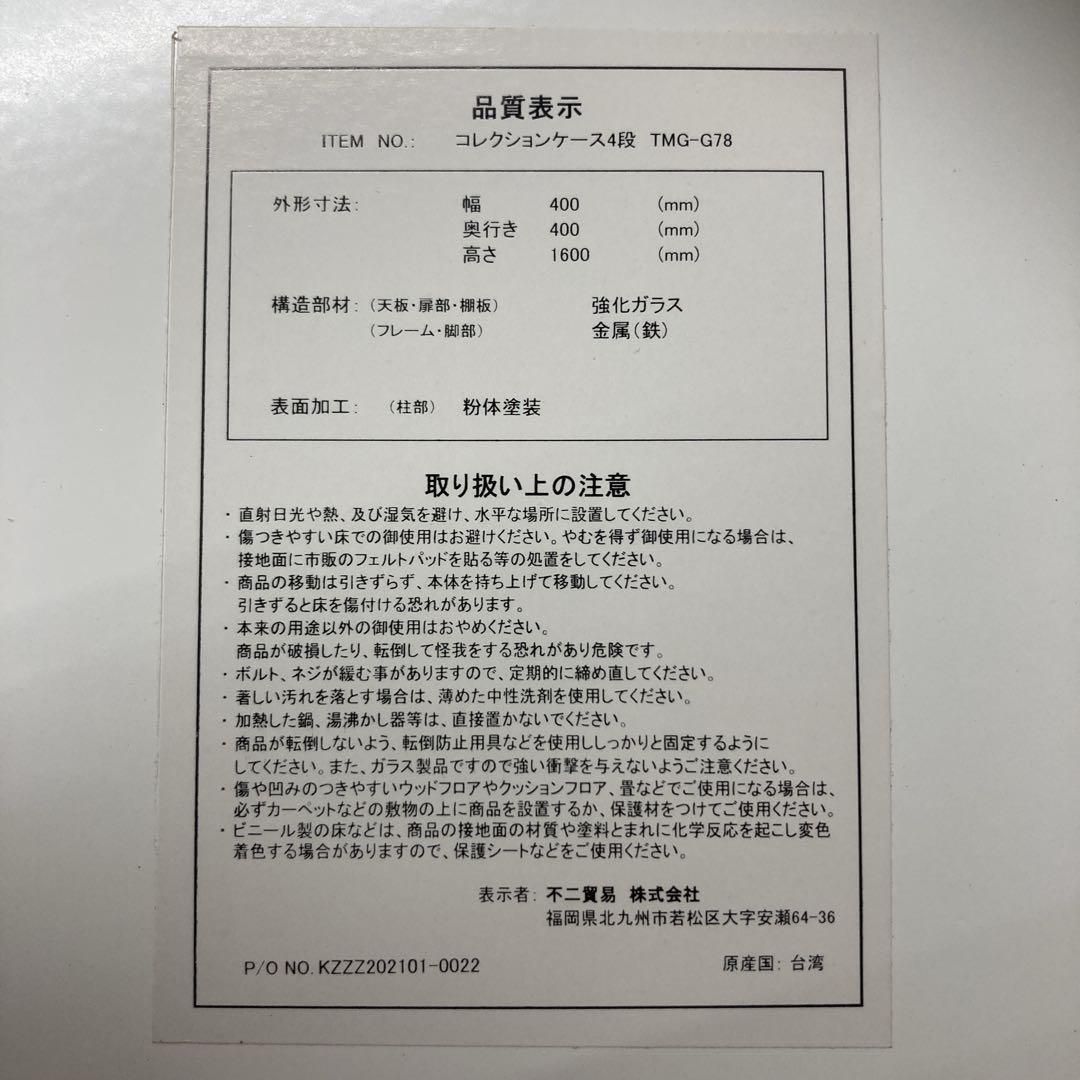 品質表示
ITEM NO.: コレクションケース4段 TMG-G78
外形寸法: 幅 400 (mm)
奥行き 400 (mm)
高さ 1600 (mm)
構造部材: (天板・扉部・棚板) 強化ガラス
(フレーム・脚部) 金属(鉄)
表面加工: (柱部) 粉体塗装
取り扱い上の注意
・ 直射日光や熱、及び湿気を避け、水平な場所に設置してください。
・ 傷つきやすい床での御使用はお避けください。やむを得ず御使用になる場合は、
接地面に市販のフェルトパッドを貼る等の処置をしてください。
・ 商品の移動は引きずらず、本体を持ち上げて移動してください。
引きずると床を傷付ける恐れがあります。
・ 本来の用途以外の御使用はおやめください。
商品が破損したり、転倒して怪我をする恐れがあり危険です。
・ ボルト、ネジが緩む事がありますので、定期的に締め直してください。
・ 著しい汚れを落とす場合は、薄めた中性洗剤を使用してください。
・ 加熱した鍋、湯沸かし器等は、直接置かないでください。
・ 商品が転倒しないよう、転倒防止用具などを使用ししっかりと固定するように
してください。また、ガラス製品ですので強い衝撃を与えないようご注意ください。
・ 傷や凹みのつきやすいウッドフロアやクッションフロア、畳などでご使用になる場合は、
必ずカーペットなどの敷物の上に商品を設置するか、保護材をつけてご使用ください。
・ ビニール製の床などは、商品の接地面の材質や塗料とまれに化学反応を起こし変色
着色する場合がありますので、保護シートなどをご使用ください。
表示者: 不二貿易 株式会社
福岡県北九州市若松区大字安瀬64-36
P/O NO. KZZZ202101-0022 原産国: 台湾